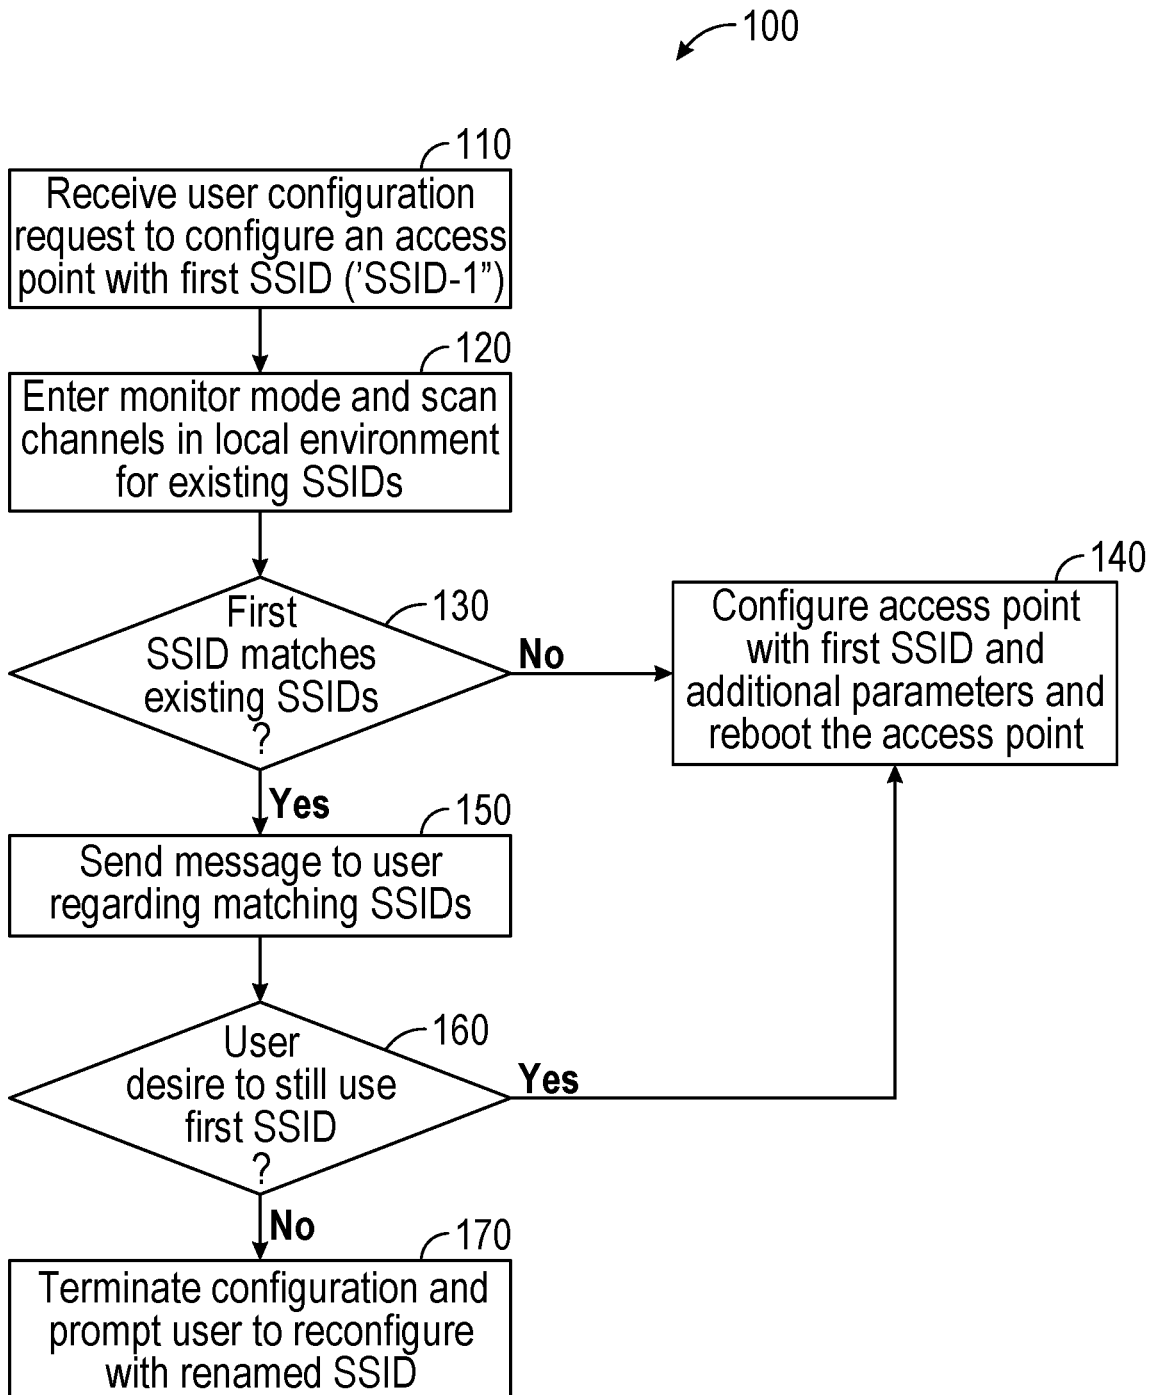 100
110
Receive user configuration
request to configure an access
point with first SSID ('SSID-1")
120
Enter monitor mode and scan
channels in local environment
for existing SSIDs
130
First
SSID matches
existing SSIDs
?
No
140
Configure access point
with first SSID and
additional parameters and
reboot the access point
Yes
150
Send message to user
regarding matching SSIDs
160
User
desire to still use
first SSID
?
Yes
No
170
Terminate configuration and
prompt user to reconfigure
with renamed SSID